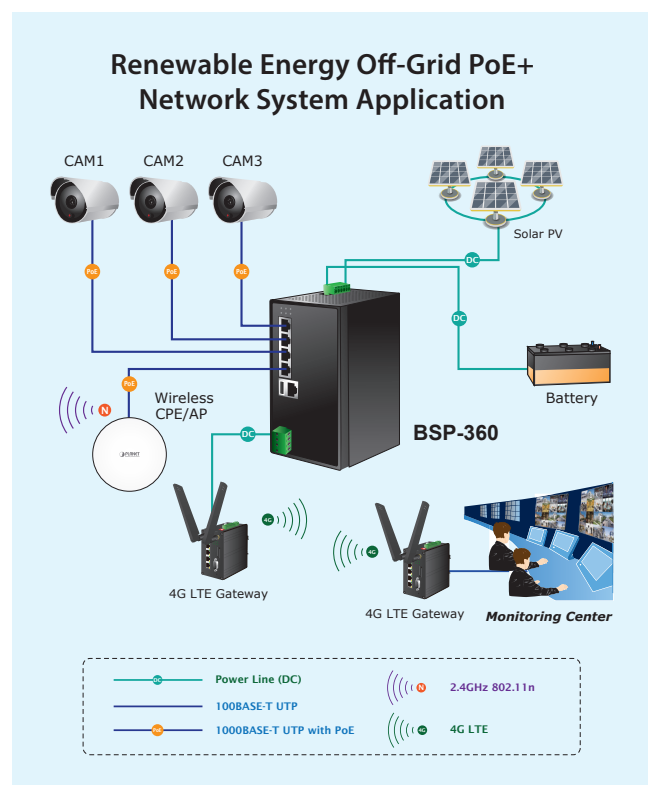 Renewable Energy Off-Grid PoE+
Network System Application
CAM1
CAM2
CAM3
Solar PV
PoE
PoE
PoE
DC
DC
Battery
PoE
N
Wireless
CPE/AP
PLANET
DC
BSP-360
4G
4G
4G LTE Gateway
4G LTE Gateway
Monitoring Center
DC
Power Line (DC)
100BASE-T UTP
PoE
1000BASE-T UTP with PoE
N
2.4GHz 802.11n
4G
4G LTE